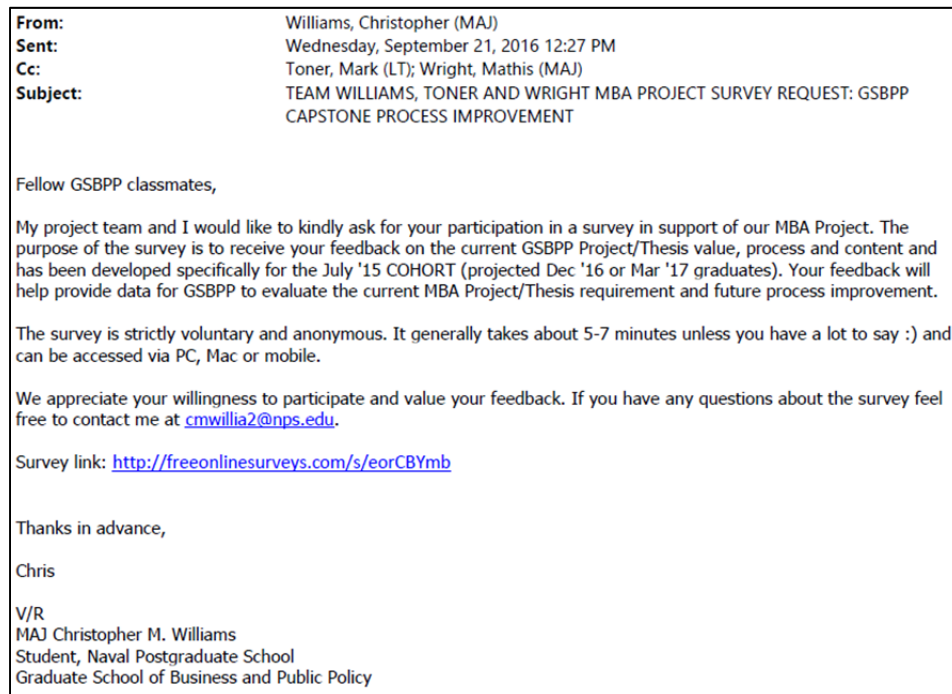 From: Williams, Christopher (MAJ)
Sent: Wednesday, September 21, 2016 12:27 PM
Cc: Toner, Mark (LT); Wright, Mathis (MAJ)
Subject: TEAM WILLIAMS, TONER AND WRIGHT MBA PROJECT SURVEY REQUEST: GSBPP
CAPSTONE PROCESS IMPROVEMENT
Fellow GSBPP classmates,
My project team and I would like to kindly ask for your participation in a survey in support of our MBA Project. The
purpose of the survey is to receive your feedback on the current GSBPP Project/Thesis value, process and content and
has been developed specifically for the July '15 COHORT (projected Dec '16 or Mar '17 graduates). Your feedback will
help provide data for GSBPP to evaluate the current MBA Project/Thesis requirement and future process improvement.
The survey is strictly voluntary and anonymous. It generally takes about 5-7 minutes unless you have a lot to say :) and
can be accessed via PC, Mac or mobile.
We appreciate your willingness to participate and value your feedback. If you have any questions about the survey feel
free to contact me at cmwillia2@nps.edu.
Survey link: http://freeonlinesurveys.com/s/eorCBYmb
Thanks in advance,
Chris
V/R
MAJ Christopher M. Williams
Student, Naval Postgraduate School
Graduate School of Business and Public Policy